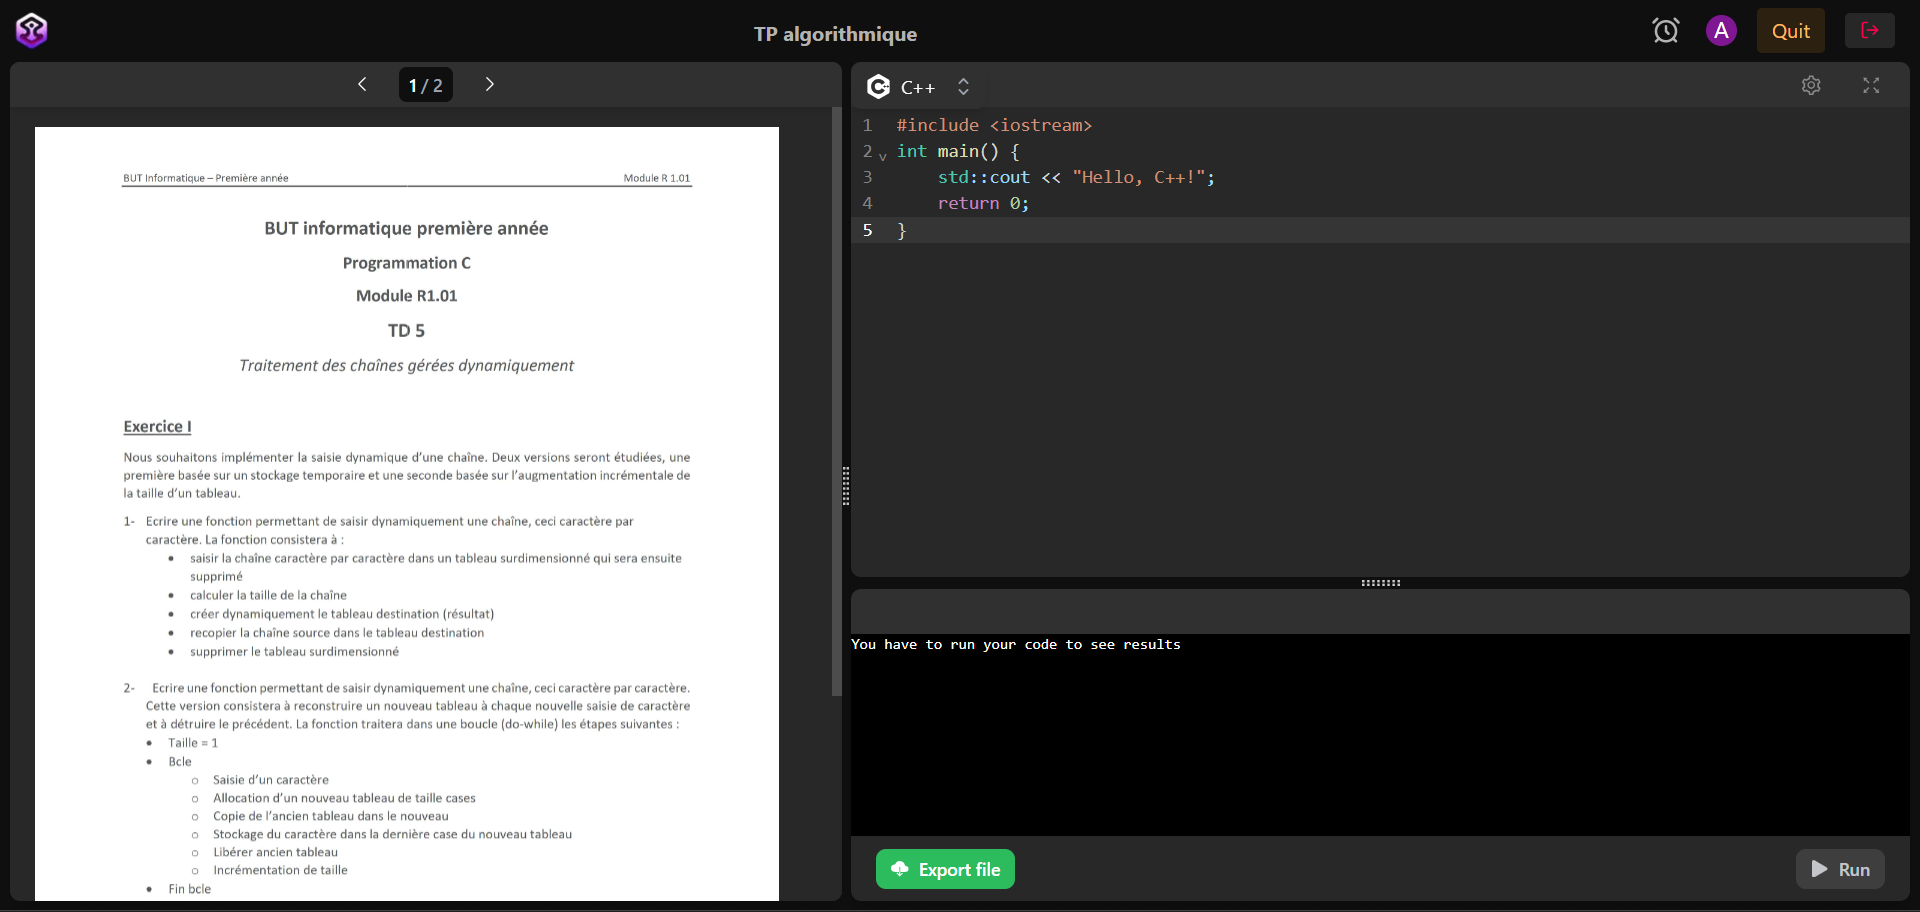 TP algorithmique
A
Quit
1 / 2
BUT Informatique – Première année
Module R 1.01
BUT informatique première année
Programmation C
Module R1.01
TD 5
Traitement des chaînes gérées dynamiquement
Exercice I
Nous souhaitons implémenter la saisie dynamique d'une chaîne. Deux versions seront étudiées, une
première basée sur un stockage temporaire et une seconde basée sur l'augmentation incrémentale de
la taille d'un tableau.
1- Ecrire une fonction permettant de saisir dynamiquement une chaîne, ceci caractère par
caractère. La fonction consistera à :
• saisir la chaîne caractère par caractère dans un tableau surdimensionné qui sera ensuite
supprimé
• calculer la taille de la chaîne
• créer dynamiquement le tableau destination (résultat)
• recopier la chaîne source dans le tableau destination
• supprimer le tableau surdimensionné
2- Ecrire une fonction permettant de saisir dynamiquement une chaîne, ceci caractère par caractère.
Cette version consistera à reconstruire un nouveau tableau à chaque nouvelle saisie de caractère
et à détruire le précédent. La fonction traitera dans une boucle (do-while) les étapes suivantes :
• Taille = 1
• Bcle
o Saisie d'un caractère
o Allocation d'un nouveau tableau de taille cases
o Copie de l'ancien tableau dans le nouveau
o Stockage du caractère dans la dernière case du nouveau tableau
o Libérer ancien tableau
o Incrémentation de taille
• Fin bcle
C++
1 #include <iostream>
2 int main() {
3     std::cout << "Hello, C++!";
4     return 0;
5 }
You have to run your code to see results
Export file
Run